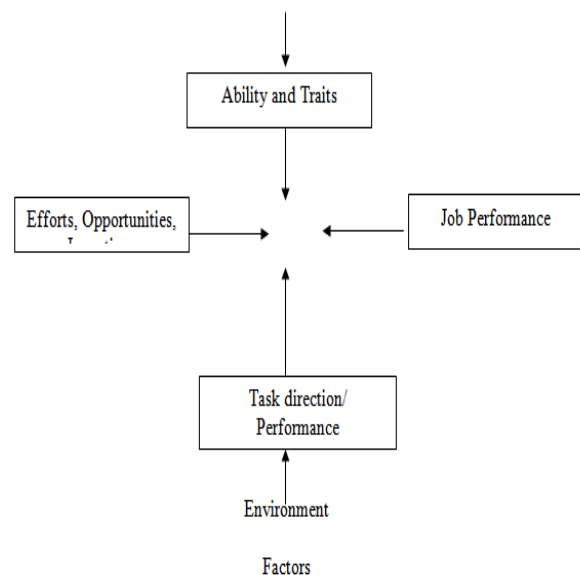 Ability and Traits
Efforts, Opportunities,
Job Performance
Task direction/
Performance
Environment
Factors